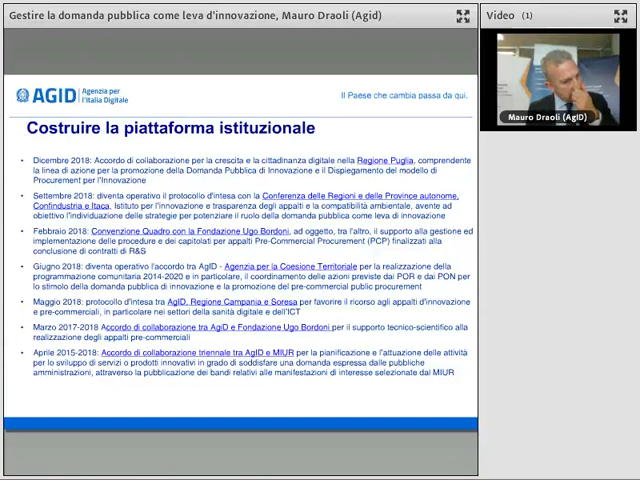 Gestire la domanda pubblica come leva d'innovazione, Mauro Draoli (Agid)
Video (1)
Mauro Draoli (AgID)
AGID Agenzia per
l'Italia Digitale
Il Paese che cambia passa da qui.
Costruire la piattaforma istituzionale
• Dicembre 2018: Accordo di collaborazione per la crescita e la cittadinanza digitale nella Regione Puglia, comprendente
la linea di azione per la promozione della Domanda Pubblica di Innovazione e il Dispiegamento del modello di
Procurement per l'Innovazione
• Settembre 2018: diventa operativo il protocollo d'intesa con la Conferenza delle Regioni e delle Province autonome,
Confindustria e Itaca, Istituto per l'innovazione e trasparenza degli appalti e la compatibilità ambientale, avente ad
obiettivo l'individuazione delle strategie per potenziare il ruolo della domanda pubblica come leva di innovazione
• Febbraio 2018: Convenzione Quadro con la Fondazione Ugo Bordoni, ad oggetto, tra l'altro, il supporto alla gestione ed
implementazione delle procedure e dei capitolati per appalti Pre-Commercial Procurement (PCP) finalizzati alla
conclusione di contratti di R&S
• Giugno 2018: diventa operativo l'accordo tra AgID - Agenzia per la Coesione Territoriale per la realizzazione della
programmazione comunitaria 2014-2020 e in particolare, il coordinamento delle azioni previste dai POR e dai PON per
lo stimolo della domanda pubblica di innovazione e la promozione del pre-commercial public procurement
• Maggio 2018: protocollo d'intesa tra AgID, Regione Campania e Soresa per favorire il ricorso agli appalti d'innovazione
e pre-commerciali, in particolare nei settori della sanità digitale e dell'ICT
• Marzo 2017-2018 Accordo di collaborazione tra AgiD e Fondazione Ugo Bordoni per il supporto tecnico-scientifico alla
realizzazione degli appalti pre-commerciali
• Aprile 2015-2018: Accordo di collaborazione triennale tra AgID e MIUR per la pianificazione e l'attuazione delle attività
per lo sviluppo di servizi o prodotti innovativi in grado di soddisfare una domanda espressa dalle pubbliche
amministrazioni, attraverso la pubblicazione dei bandi relativi alle manifestazioni di interesse selezionate dal MIUR